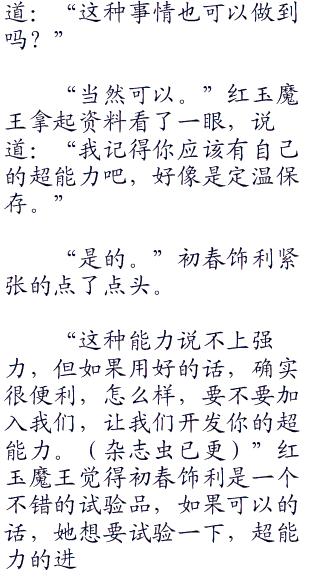 道：“这种事情也可以做到
吗？”
“当然可以。”红玉魔
王拿起资料看了一眼，说
道：“我记得你应该有自己
的超能力吧，好像是定温保
存。”
“是的。”初春饰利紧
张的点了点头。
“这种能力说不上强
力，但如果用好的话，确实
很便利，怎么样，要不要加
入我们，让我们开发你的超
能力。（杂志虫已更）”红
玉魔王觉得初春饰利是一个
不错的试验品，如果可以的
话，她想要试验一下，超能
力的进